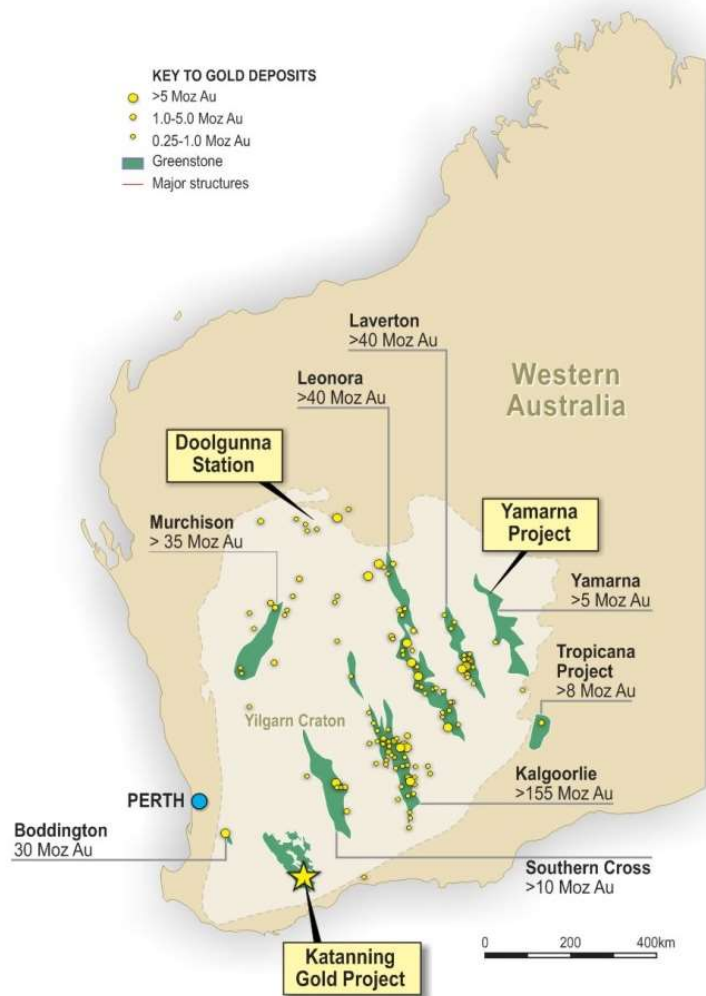 KEY TO GOLD DEPOSITS
>5 Moz Au
1.0-5.0 Moz Au
0.25-1.0 Moz Au
Greenstone
Major structures
Laverton
>40 Moz Au
Leonora
>40 Moz Au
Western
Australia
Doolgunna
Station
Murchison
> 35 Moz Au
Yamarna
Project
Yamarna
>5 Moz Au
Tropicana
Project
>8 Moz Au
Yilgarn Craton
Kalgoorlie
>155 Moz Au
PERTH
Boddington
30 Moz Au
Southern Cross
>10 Moz Au
Katanning
Gold Project
0 200 400km